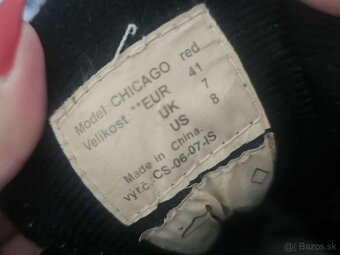 Model CHICAGO red
Velikost **EUR 41
UK 7
US 8
Made in China.
výr.č.:CS-06-07-IS
Bazos.sk